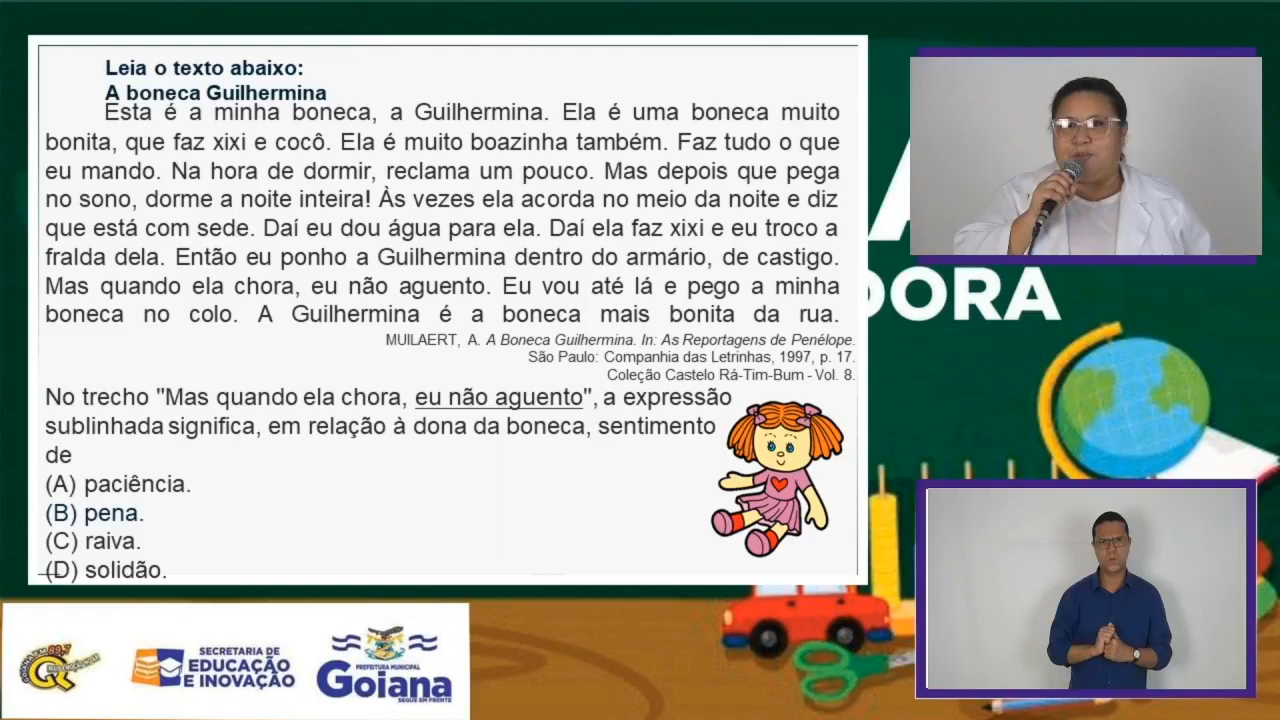 Leia o texto abaixo:
A boneca Guilhermina
Esta é a minha boneca, a Guilhermina. Ela é uma boneca muito
bonita, que faz xixi e cocô. Ela é muito boazinha também. Faz tudo o que
eu mando. Na hora de dormir, reclama um pouco. Mas depois que pega
no sono, dorme a noite inteira! Às vezes ela acorda no meio da noite e diz
que está com sede. Daí eu dou água para ela. Daí ela faz xixi e eu troco a
fralda dela. Então eu ponho a Guilhermina dentro do armário, de castigo.
Mas quando ela chora, eu não aguento. Eu vou até lá e pego a minha
boneca no colo. A Guilhermina é a boneca mais bonita da rua.
MUILAERT, A. A Boneca Guilhermina. In: As Reportagens de Penélope.
São Paulo: Companhia das Letrinhas, 1997, p. 17.
Coleção Castelo Rá-Tim-Bum - Vol. 8.
No trecho "Mas quando ela chora, eu não aguento", a expressão
sublinhada significa, em relação à dona da boneca, sentimento
de
(A) paciência.
(B) pena.
(C) raiva.
(D) solidão.
A
DORA
GOIANA FM 89,7
SECRETARIA DE
EDUCAÇÃO
E INOVAÇÃO
PREFEITURA MUNICIPAL
Goiana
SEGUE EM FRENTE